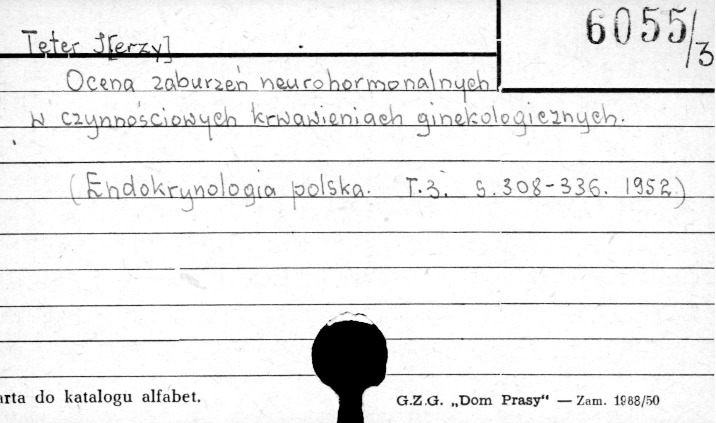 6055/3
Teter J[erzy]
Ocena zaburzeń neurohormonalnych
w czynnościowych krwawieniach ginekologicznych.
(Endokrynologia polska. T.3. S.308-336. 1952.)
arta do katalogu alfabet.
G.Z.G. „Dom Prasy" — Zam. 1988/50